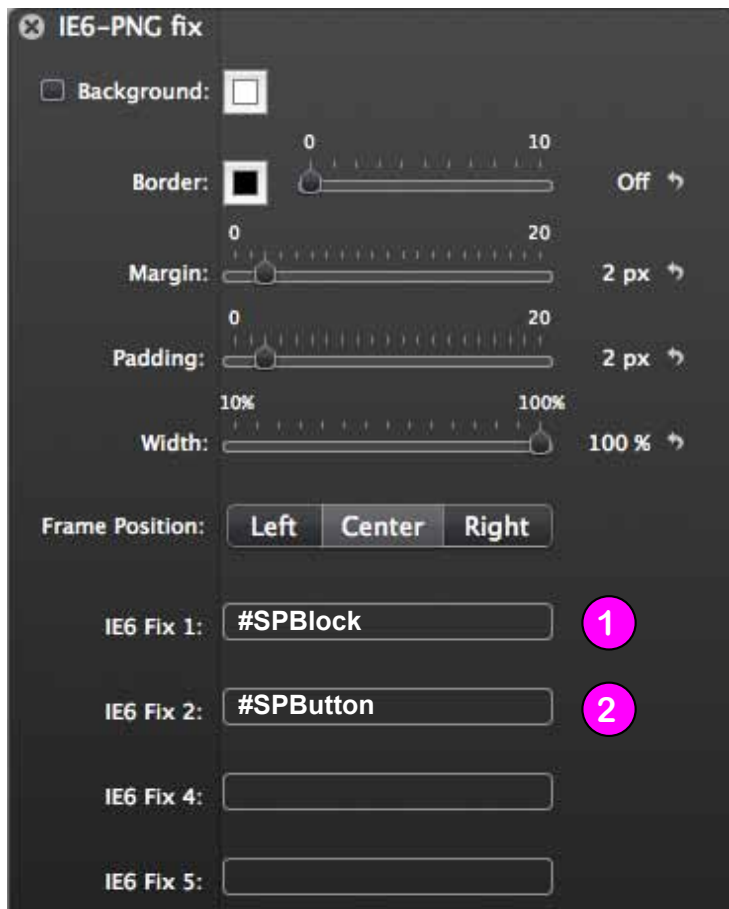 IE6-PNG fix
Background:
0 10
Border: Off
0 20
Margin: 2 px
0 20
Padding: 2 px
10% 100%
Width: 100 %
Frame Position: Left Center Right
IE6 Fix 1: #SPBlock 1
IE6 Fix 2: #SPButton 2
IE6 Fix 4:
IE6 Fix 5: